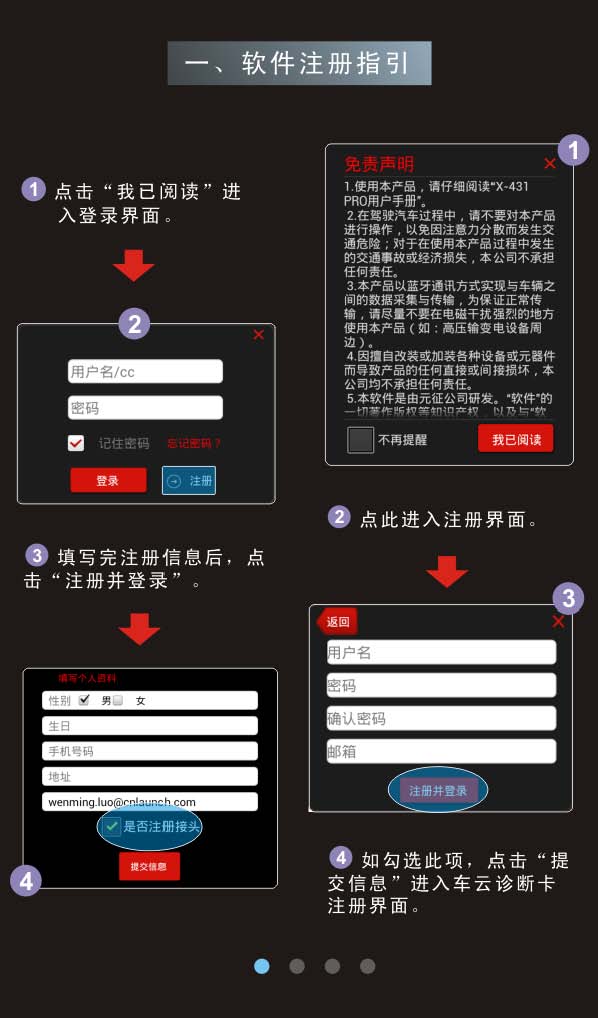 一、软件注册指引
1 点击“我已阅读”进
入登录界面。
1
免责声明
1.使用本产品，请仔细阅读“X-431
PRO用户手册”。
2.在驾驶汽车过程中，请不要对本产品
进行操作，以免因注意力分散而发生交
通危险；对于在使用本产品过程中发生
的交通事故或经济损失，本公司不承担
任何责任。
3.本产品以蓝牙通讯方式实现与车辆之
间的数据采集与传输，为保证正常传
输，请尽量不要在电磁干扰强烈的地方
使用本产品（如：高压输变电设备周
边）。
4.因擅自改装或加装各种设备或元器件
而导致产品的任何直接或间接损坏，本
公司均不承担任何责任。
5.本软件是由元征公司研发。“软件”的
一切著作版权等知识产权，以及与“软
不再提醒 我已阅读
2
用户名/cc
密码
记住密码 忘记密码？
登录 注册
2 点此进入注册界面。
3 填写完注册信息后，点
击“注册并登录”。
3
返回
用户名
密码
确认密码
邮箱
注册并登录
填写个人资料
性别 男 女
生日
手机号码
地址
wenming.luo@cnlaunch.com
是否注册接头
提交信息
4
4 如勾选此项，点击“提
交信息”进入车云诊断卡
注册界面。